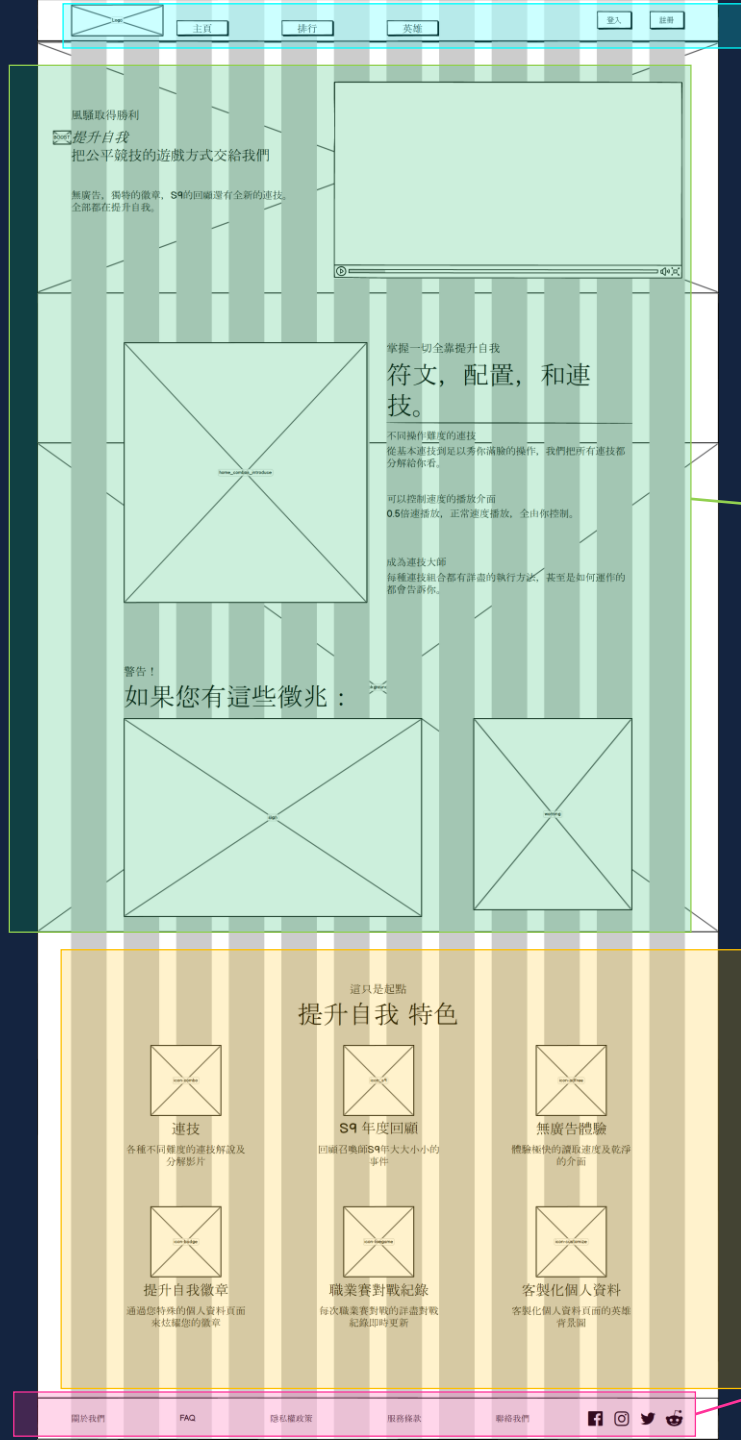 Logo
主頁
排行
英雄
登入
註冊
風騷取得勝利
BOOST
提升自我
把公平競技的遊戲方式交給我們
無廣告, 獨特的徽章, S9的回顧還有全新的連技。
全部都在提升自我。
掌握一切全靠提升自我
符文, 配置, 和連
技。
home_combos_introduce
不同操作難度的連技
從基本連技到足以秀你滿臉的操作, 我們把所有連技都
分解給你看。
可以控制速度的播放介面
0.5倍速播放, 正常速度播放, 全由你控制。
成為連技大師
每種連技組合都有詳盡的執行方法, 甚至是如何運作的
都會告訴你。
警告！
如果您有這些徵兆：
warning
這只是起點
提升自我 特色
icon-combo
連技
各種不同難度的連技解說及
分解影片
S9 年度回顧
回顧召喚師S9年大大小小的
事件
無廣告體驗
體驗極快的讀取速度及乾淨
的介面
icon-badge
提升自我徽章
通過您特殊的個人資料頁面
來炫耀您的徽章
職業賽對戰紀錄
每次職業賽對戰的詳盡對戰
紀錄即時更新
icon-customize
客製化個人資料
客製化個人資料頁面的英雄
背景圖
關於我們
FAQ
隱私權政策
服務條款
聯絡我們